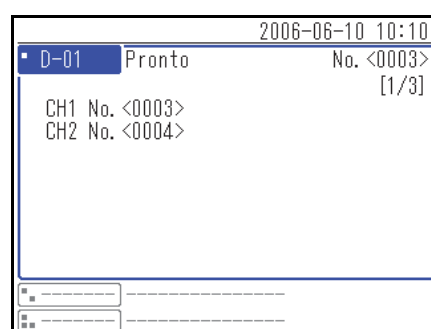 2006-06-10 10:10
D-01 Pronto No.<0003>
[1/3]
CH1 No.<0003>
CH2 No.<0004>
------- ---------------
------- ---------------